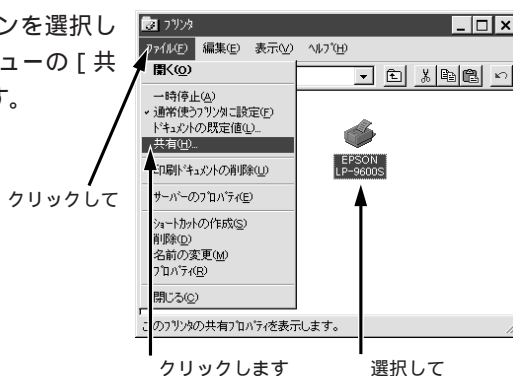 ンを選択し
ューの [ 共
す。
クリックして
プリンタ
ファイル(F) 編集(E) 表示(V) ヘルプ(H)
開く(O)
一時停止(A)
通常使うプリンタに設定(F)
ドキュメントの既定値(L)...
共有(H)...
印刷ドキュメントの削除(U)
サーバーのプロパティ(E)
ショートカットの作成(S)
削除(D)
名前の変更(M)
プロパティ(R)
閉じる(C)
EPSON
LP-9600S
このプリンタの共有プロパティを表示します。
クリックします
選択して